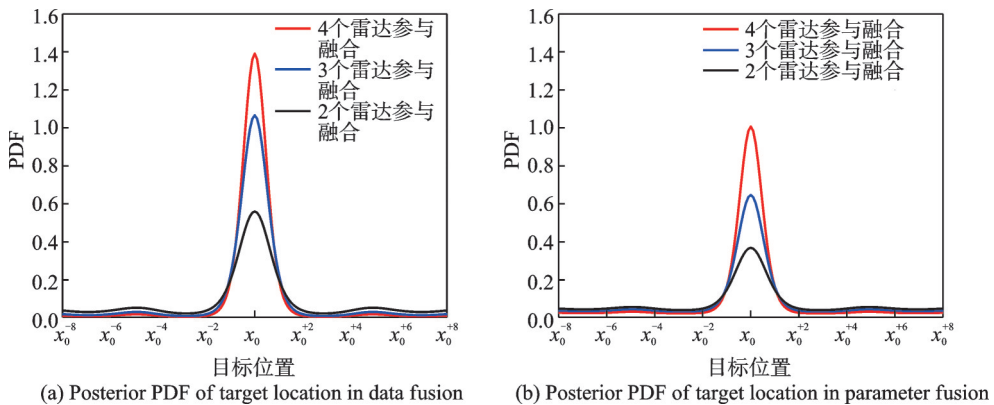 1.6
1.4
1.2
1.0
0.8
0.6
0.4
0.2
0.0
PDF
4个雷达参与
融合
3个雷达参与
融合
2个雷达参与
融合
x₀⁻⁸ x₀⁻⁶ x₀⁻⁴ x₀⁻² x₀ x₀⁺² x₀⁺⁴ x₀⁺⁶ x₀⁺⁸
目标位置
(a) Posterior PDF of target location in data fusion
1.6
1.4
1.2
1.0
0.8
0.6
0.4
0.2
0.0
PDF
4个雷达参与融合
3个雷达参与融合
2个雷达参与融合
x₀⁻⁸ x₀⁻⁶ x₀⁻⁴ x₀⁻² x₀ x₀⁺² x₀⁺⁴ x₀⁺⁶ x₀⁺⁸
目标位置
(b) Posterior PDF of target location in parameter fusion